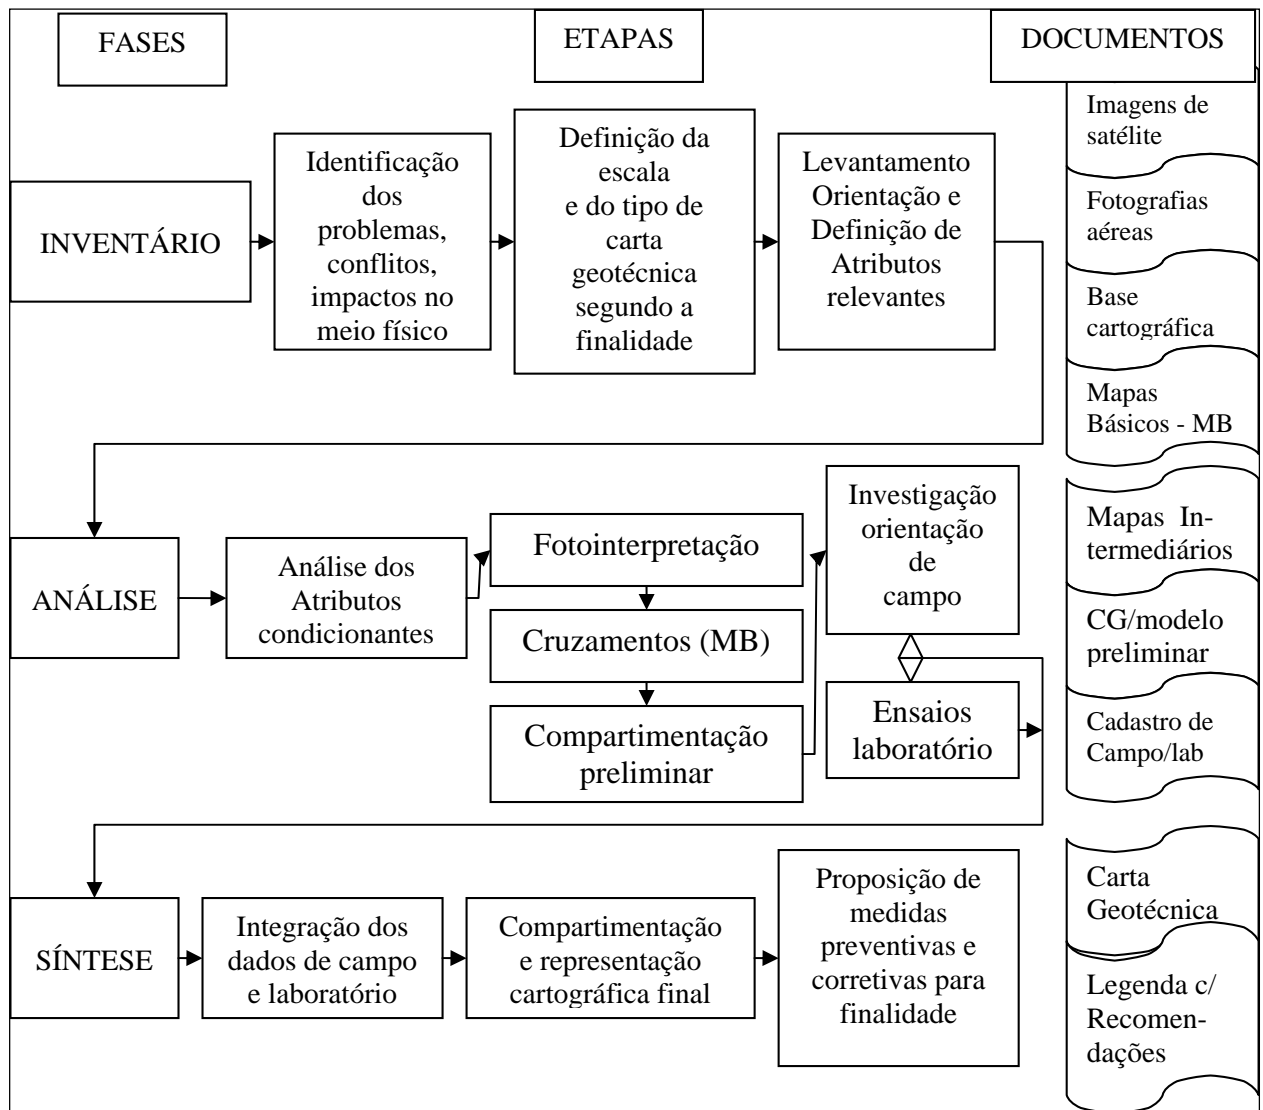 FASES
ETAPAS
DOCUMENTOS
INVENTÁRIO
Identificação
dos
problemas,
conflitos,
impactos no
meio físico
Definição da
escala
e do tipo de
carta
geotécnica
segundo a
finalidade
Levantamento
Orientação e
Definição de
Atributos
relevantes
Imagens de
satélite
Fotografias
aéreas
Base
cartográfica
Mapas
Básicos - MB
ANÁLISE
Análise dos
Atributos
condicionantes
Fotointerpretação
Cruzamentos (MB)
Compartimentação
preliminar
Investigação
orientação
de
campo
Ensaios
laboratório
Mapas In-
termediários
CG/modelo
preliminar
Cadastro de
Campo/lab
SÍNTESE
Integração dos
dados de campo
e laboratório
Compartimentação
e representação
cartográfica final
Proposição de
medidas
preventivas e
corretivas para
finalidade
Carta
Geotécnica
Legenda c/
Recomen-
dações